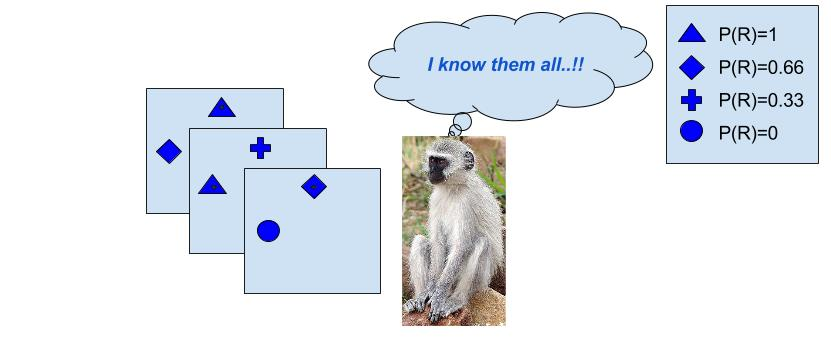 I know them all..!!
P(R)=1
P(R)=0.66
P(R)=0.33
P(R)=0